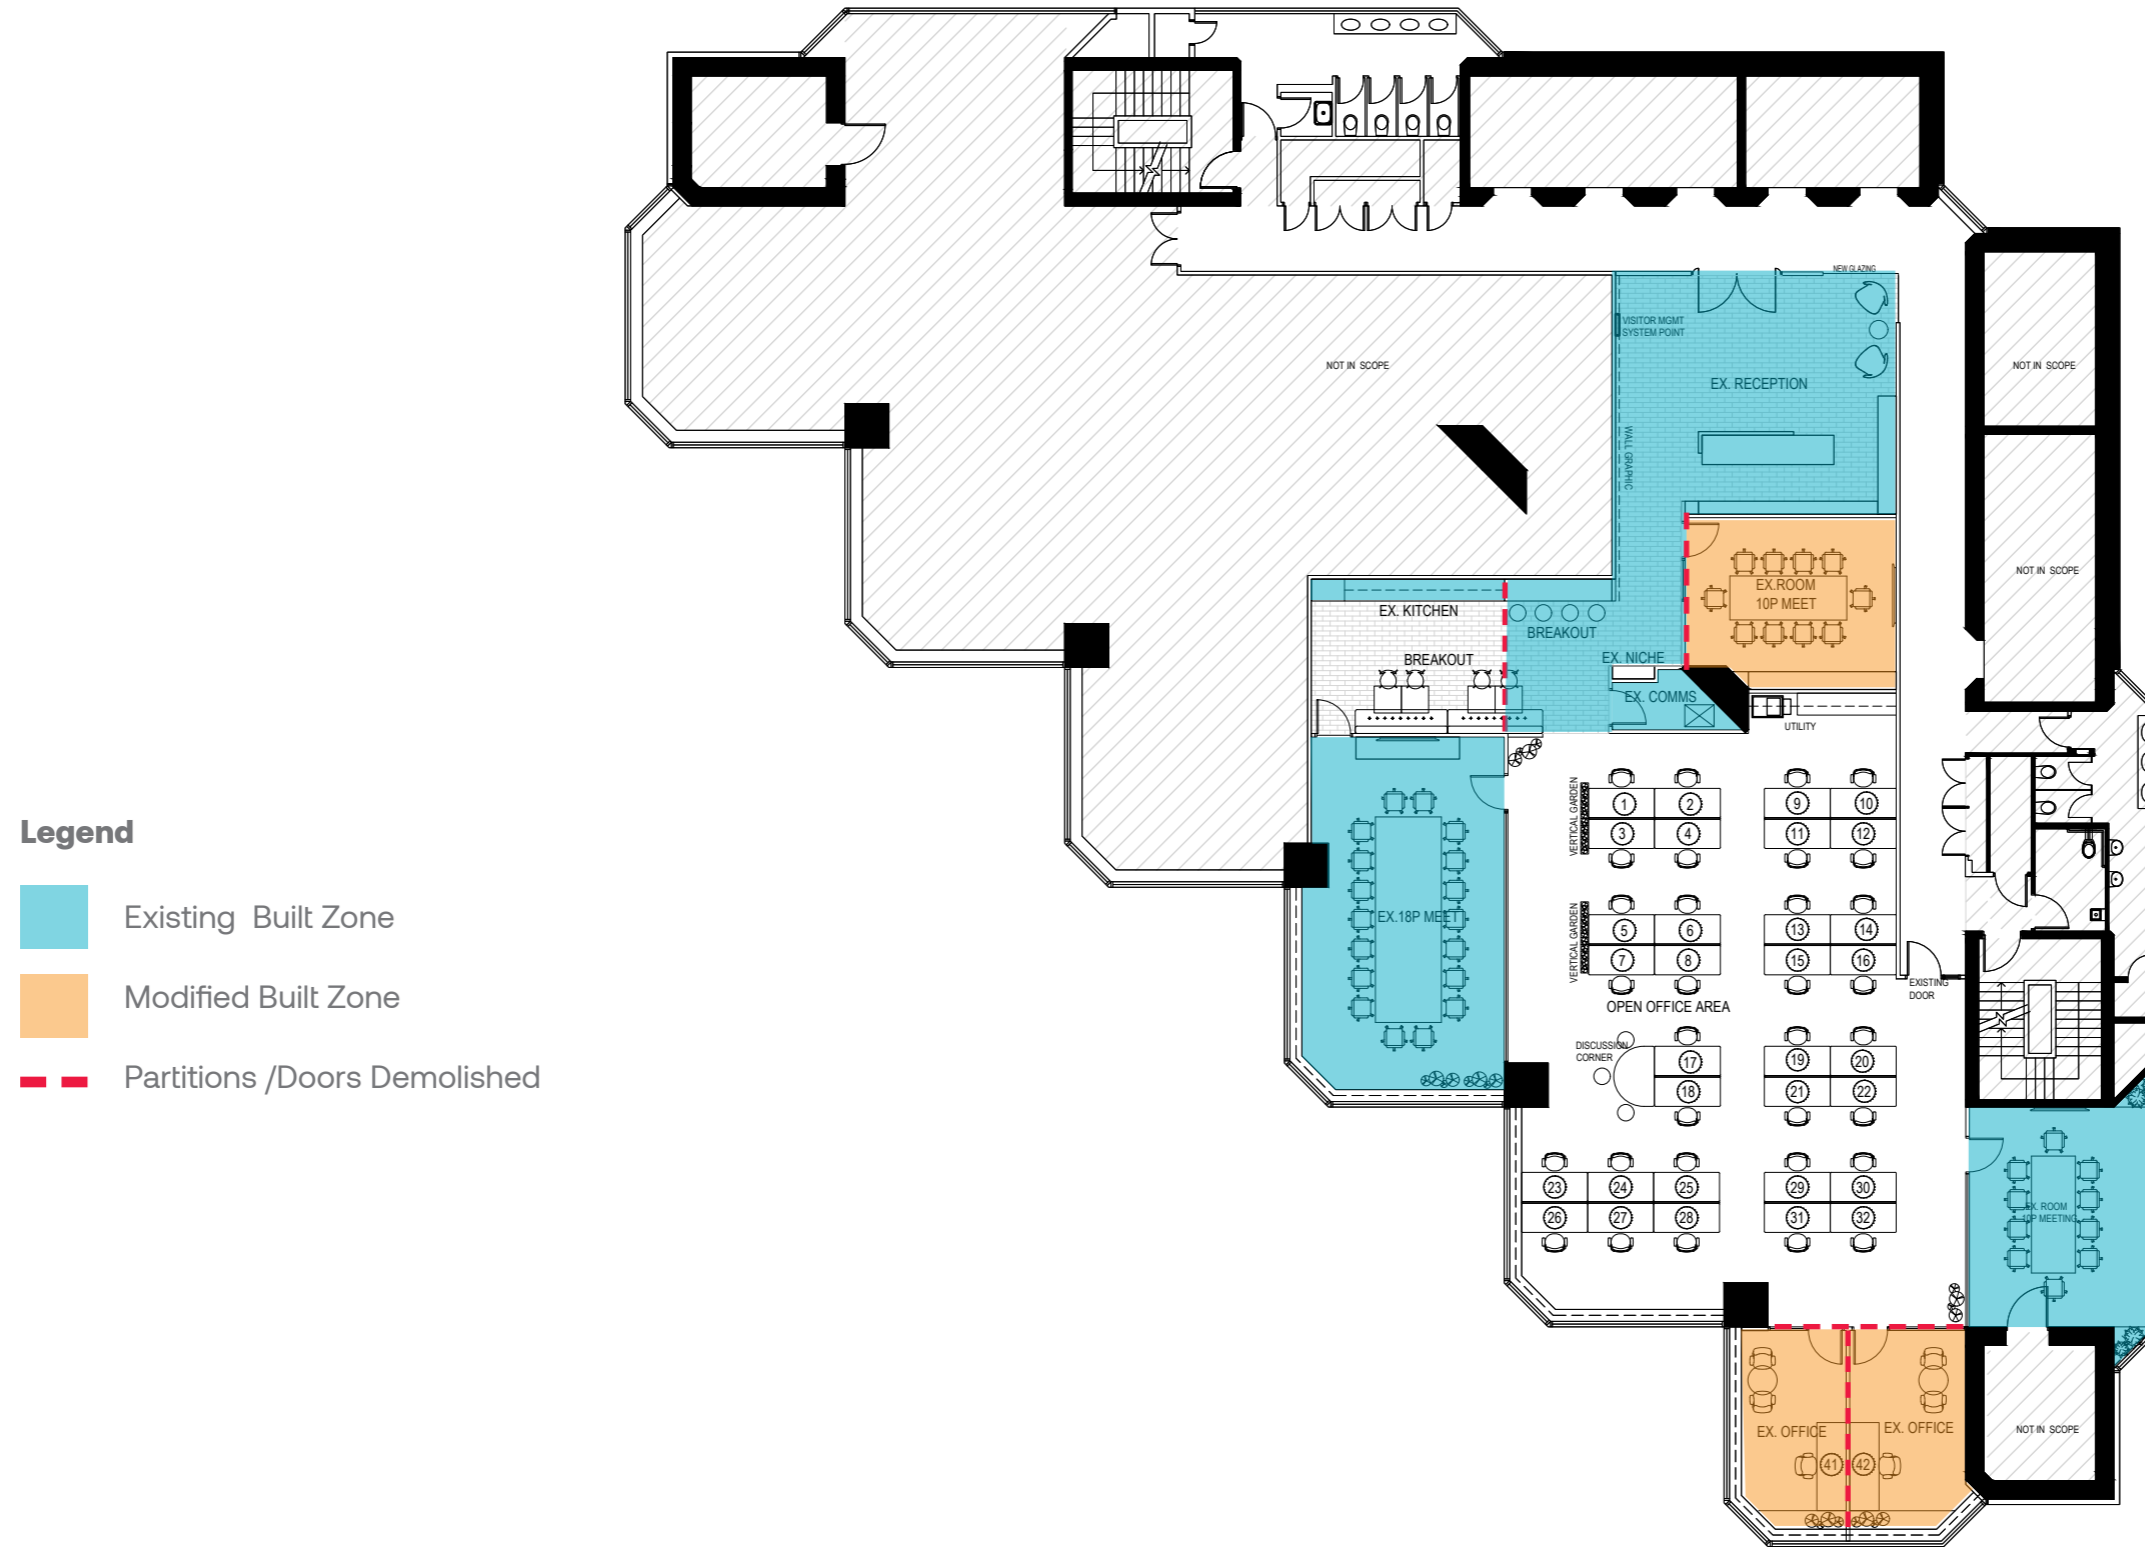 NEW GLAZING
VISITOR MGMT
SYSTEM POINT
NOT IN SCOPE
NOT IN SCOPE
EX. RECEPTION
WALL GRAPHIC
NOT IN SCOPE
EX.ROOM
10P MEET
EX. KITCHEN
BREAKOUT
BREAKOUT
EX. NICHE
EX. COMMS
UTILITY
VERTICAL GARDEN
1
2
9
10
3
4
11
12
Legend
Existing Built Zone
Modified Built Zone
Partitions /Doors Demolished
EX.18P MEET
VERTICAL GARDEN
5
6
13
14
7
8
15
16
EXISTING
DOOR
OPEN OFFICE AREA
DISCUSSION
CORNER
17
19
20
18
21
22
23
24
25
29
30
26
27
28
31
32
EX. ROOM
10P MEETING
EX. OFFICE
EX. OFFICE
NOT IN SCOPE
41
42